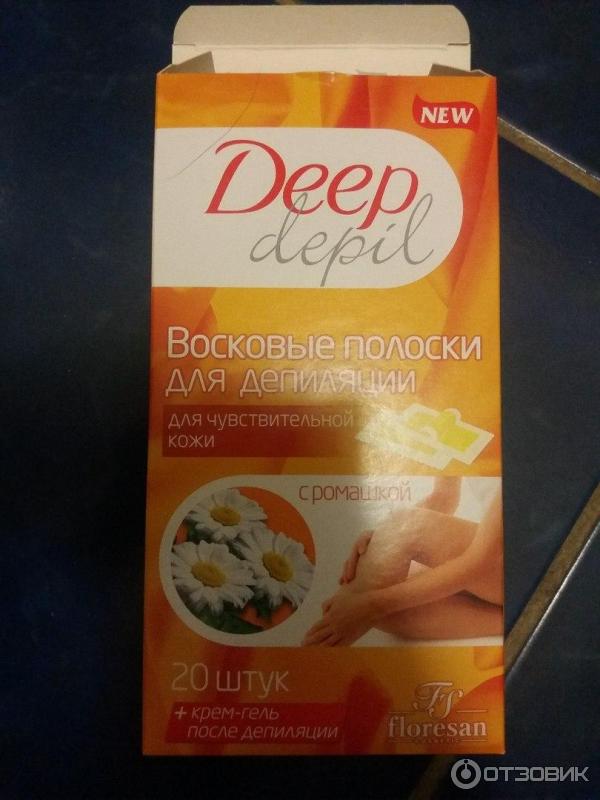 NEW
Deep
depil
Восковые полоски
для депиляции
для чувствительной
кожи
с ромашкой
20 штук
+ крем-гель
после депиляции
FS
floresan
COSMETIC
ОТЗОВИК